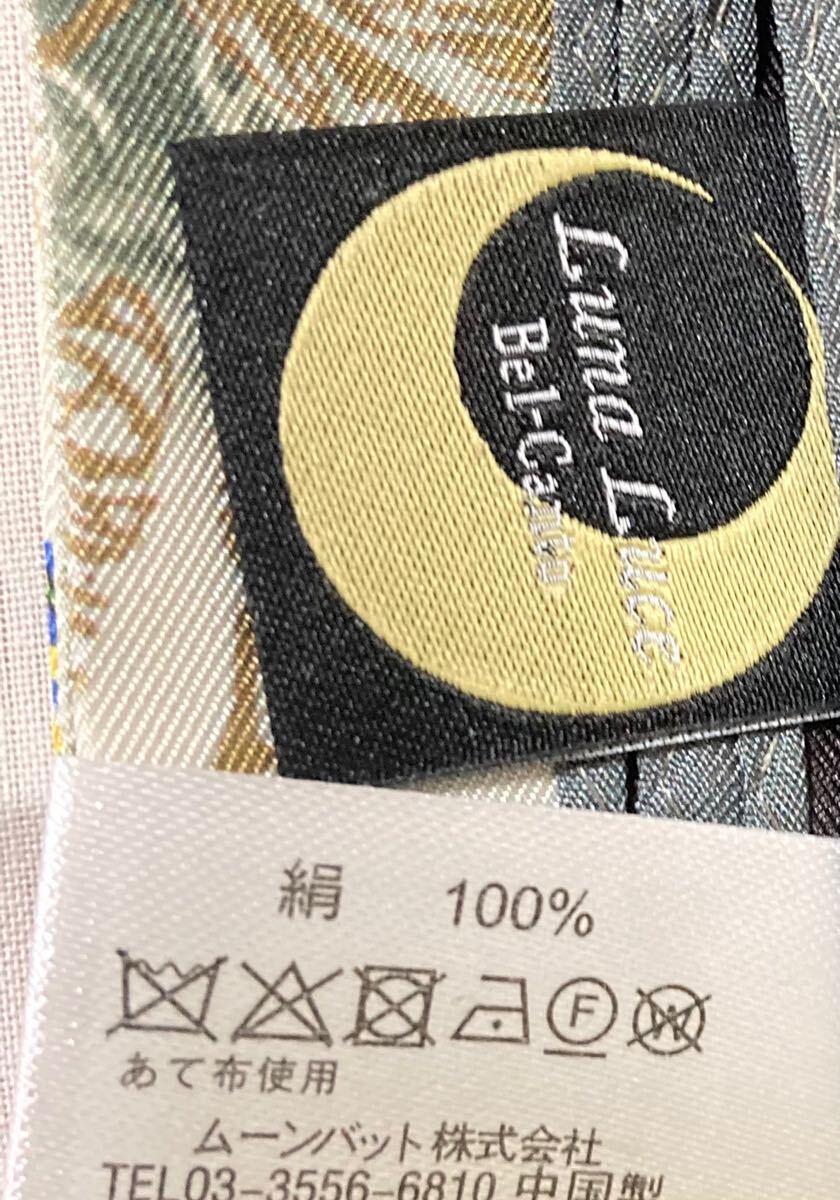 Luma Luce
Bel-Canto
絹 100%
F W
あて布使用
ムーンバット株式会社
TEL03-3556-6810 中国製